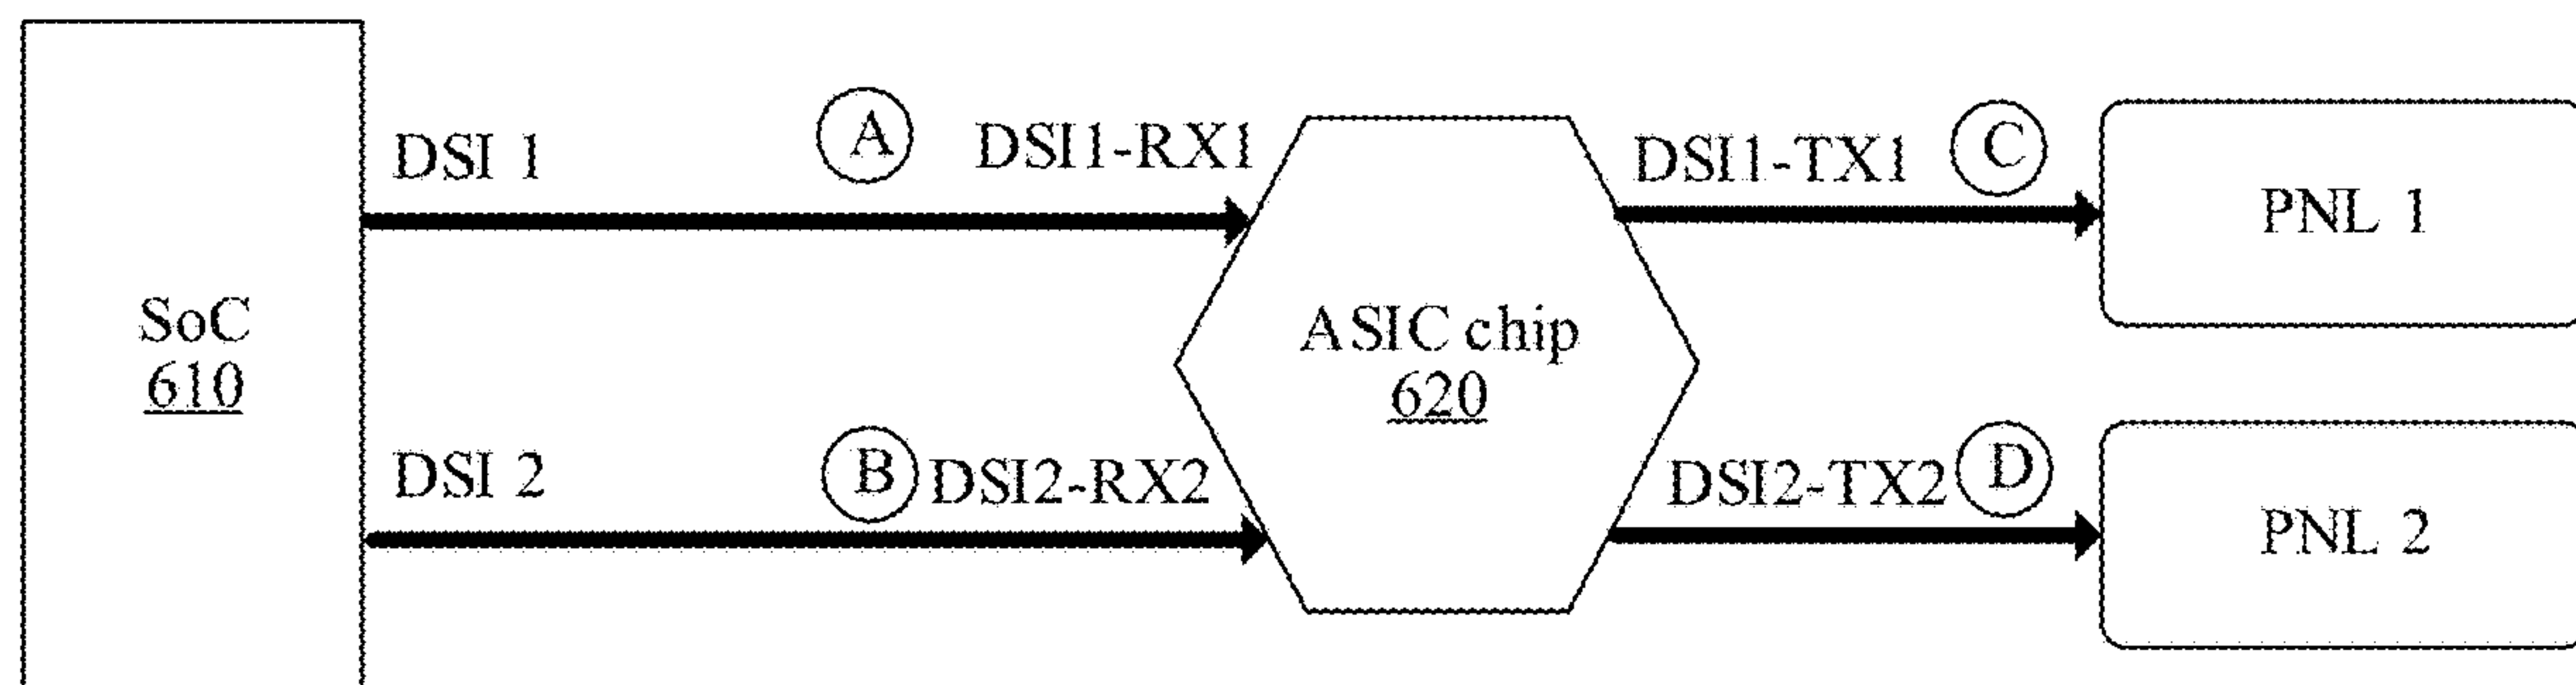 DSI 1
A
DSI1-RX1
DSI1-TX1
C
PNL 1
SoC
610
ASIC chip
620
DSI 2
B
DSI2-RX2
DSI2-TX2
D
PNL 2